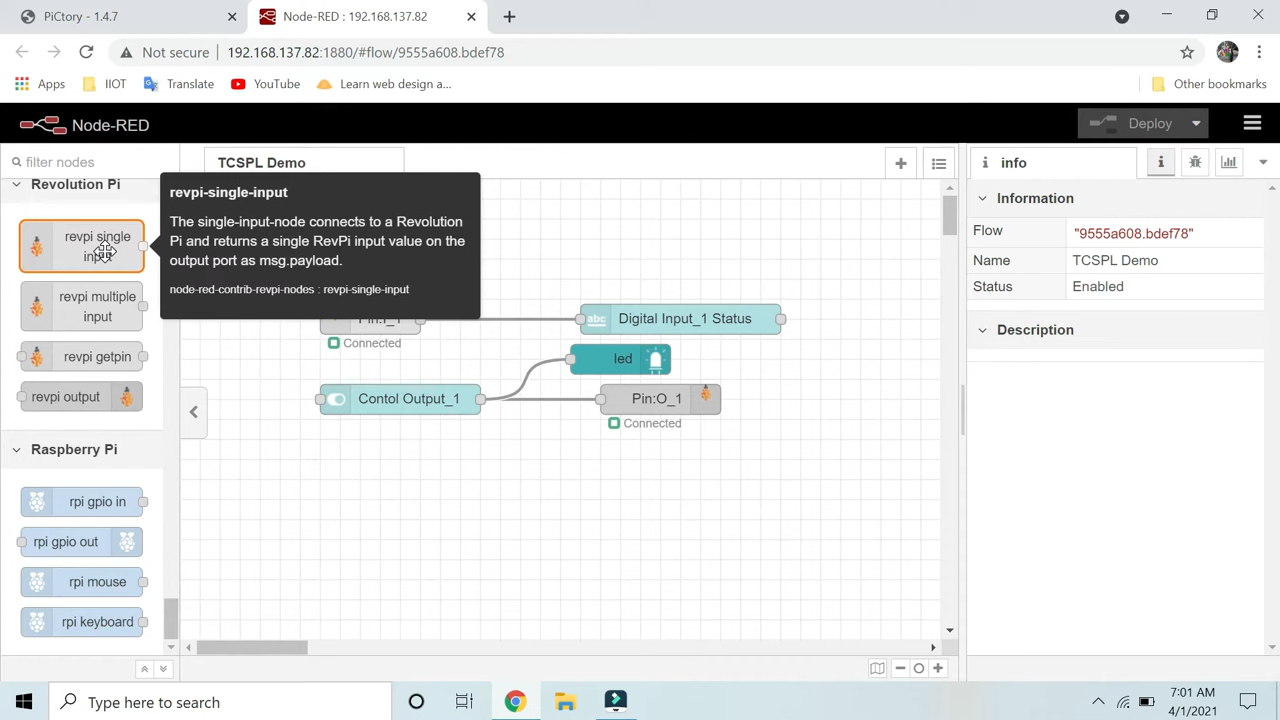 PiCtory - 1.4.7
Node-RED : 192.168.137.82
Not secure
192.168.137.82:1880/#flow/9555a608.bdef78
Apps
IIOT
Translate
YouTube
Learn web design a...
Other bookmarks
Node-RED
Deploy
filter nodes
TCSPL Demo
info
Revolution Pi
revpi single
input
revpi multiple
input
revpi getpin
revpi output
Raspberry Pi
rpi gpio in
rpi gpio out
rpi mouse
rpi keyboard
revpi-single-input
The single-input-node connects to a Revolution
Pi and returns a single RevPi input value on the
output port as msg.payload.
node-red-contrib-revpi-nodes : revpi-single-input
Pin:I_1
Connected
abc
Digital Input_1 Status
led
Contol Output_1
Pin:O_1
Connected
Information
Flow
"9555a608.bdef78"
Name
TCSPL Demo
Status
Enabled
Description
Type here to search
7:01 AM
4/1/2021